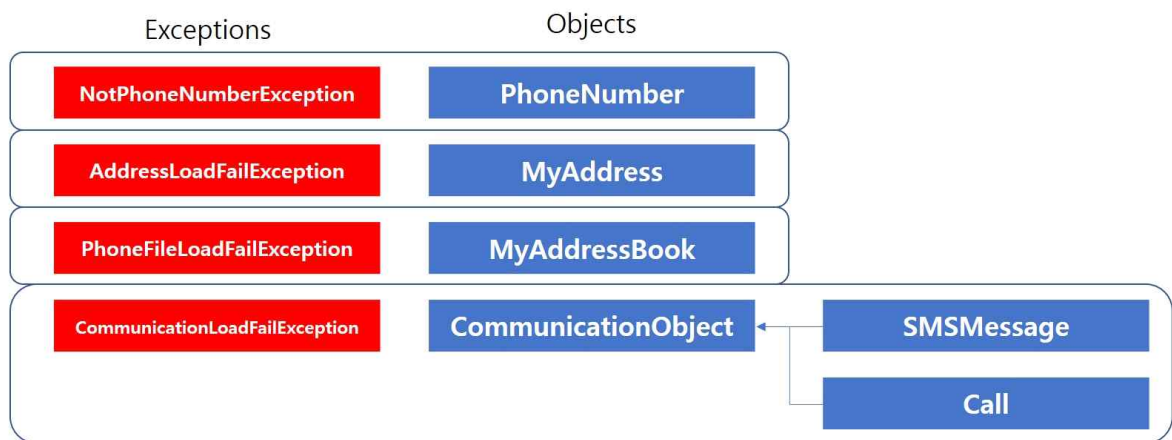 Exceptions Objects
NotPhoneNumberException PhoneNumber
AddressLoadFailException MyAddress
PhoneFileLoadFailException MyAddressBook
CommunicationLoadFailException CommunicationObject SMSMessage
Call